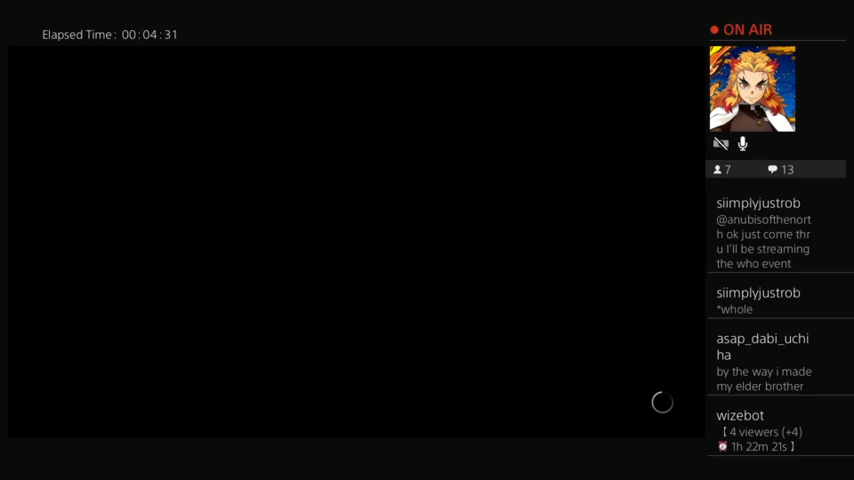 Elapsed Time: 00:04:31
ON AIR
7 13
siimplyjustrob
@anubisofthenort
h ok just come thr
u I'll be streaming
the who event
siimplyjustrob
*whole
asap_dabi_uchi
ha
by the way i made
my elder brother
wizebot
【 4 viewers (+4)
⏰ 1h 22m 21s 】